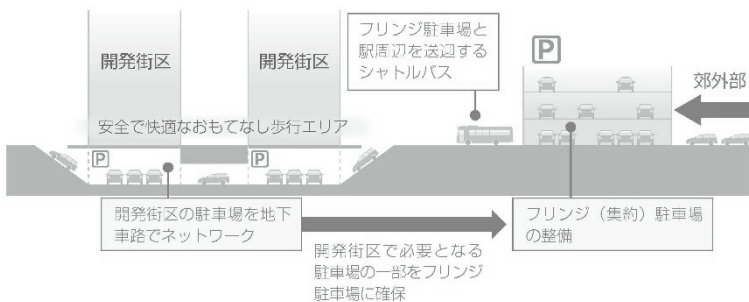 開発街区
開発街区
フリンジ駐車場と
駅周辺を送辺する
シャトルバス
P
郊外部
安全で快適なおもてなし歩行エリア
P
P
開発街区の駐車場を地下
車路でネットワーク
フリンジ（集約）駐車場
の整備
開発街区で必要となる
駐車場の一部をフリンジ
駐車場に確保